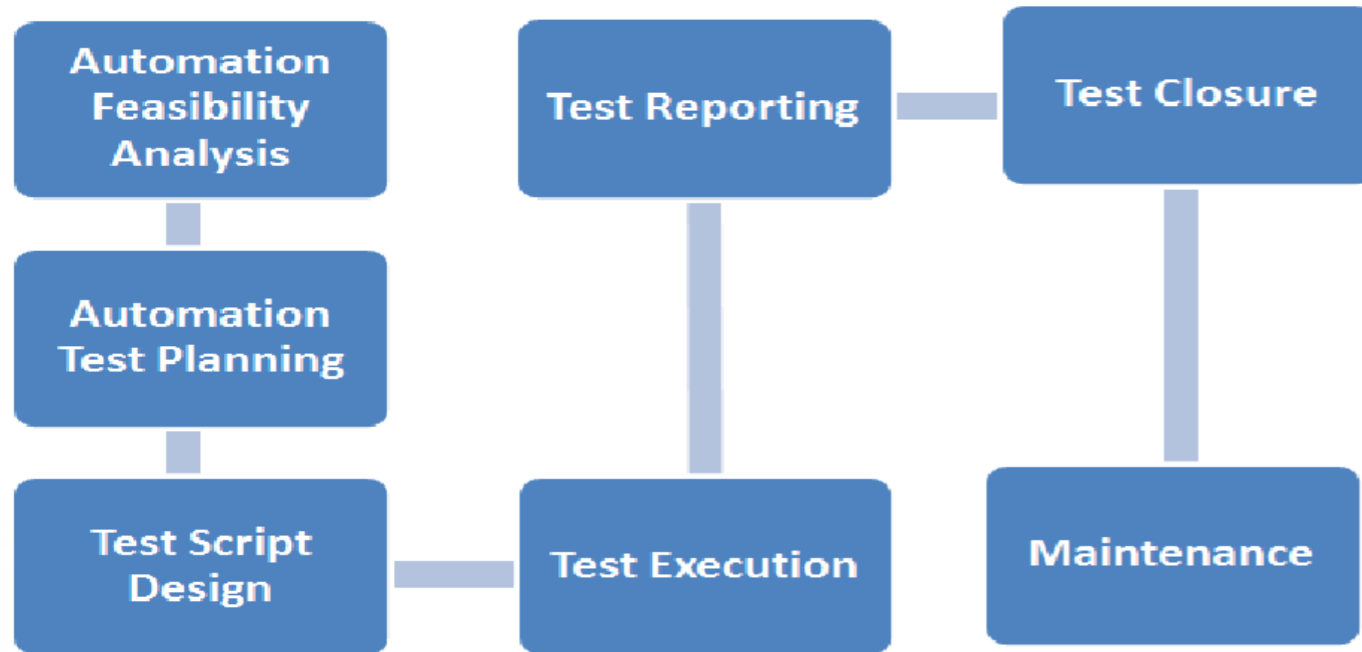 Automation
Feasibility
Analysis
Automation
Test Planning
Test Script
Design
Test Execution
Test Reporting
Test Closure
Maintenance